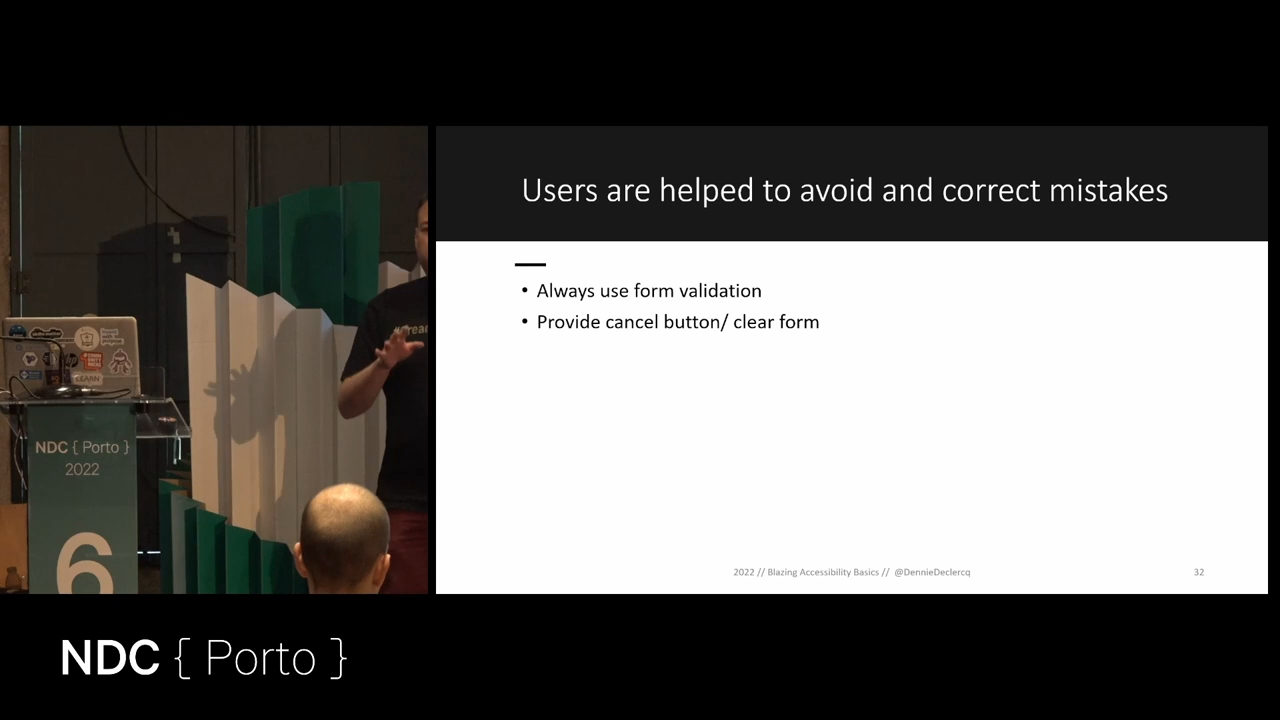 Users are helped to avoid and correct mistakes
• Always use form validation
• Provide cancel button/ clear form
2022 // Blazing Accessibility Basics // @DennieDeclercq
32
NDC { Porto }
2022
6
LEARN
NDC { Porto }